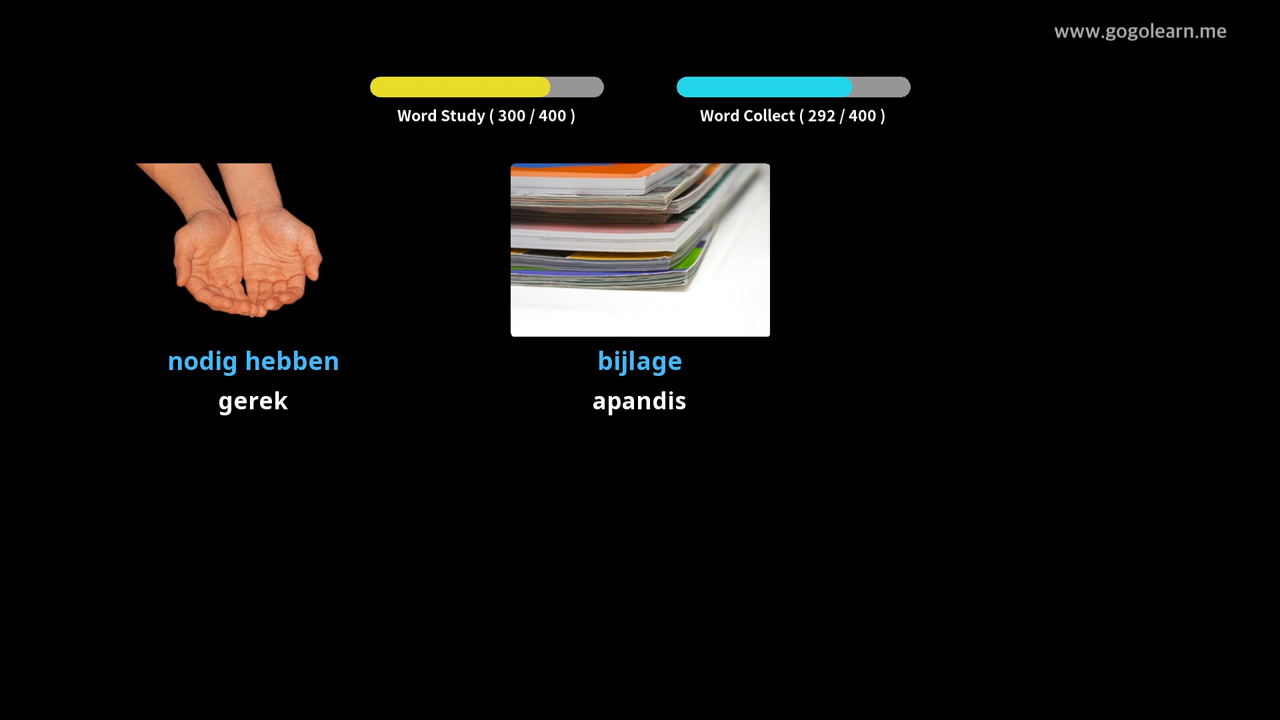 www.gogolearn.me
Word Study ( 300 / 400 )
Word Collect ( 292 / 400 )
nodig hebben
gerek
bijlage
apandis